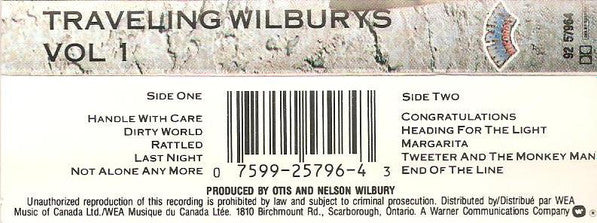 TRAVELING WILBURYS
VOL 1
92 57964
SIDE ONE
HANDLE WITH CARE
DIRTY WORLD
RATTLED
LAST NIGHT
NOT ALONE ANY MORE
0 7599-25796-4 3
SIDE TWO
CONGRATULATIONS
HEADING FOR THE LIGHT
MARGARITA
TWEETER AND THE MONKEY MAN
END OF THE LINE
PRODUCED BY OTIS AND NELSON WILBURY
Unauthorized reproduction of this recording is prohibited by law and subject to criminal prosecution. Distributed by/Distribué par WEA
Music of Canada Ltd./WEA Musique du Canada Ltée. 1810 Birchmount Rd., Scarborough, Ontario. A Warner Communications Company